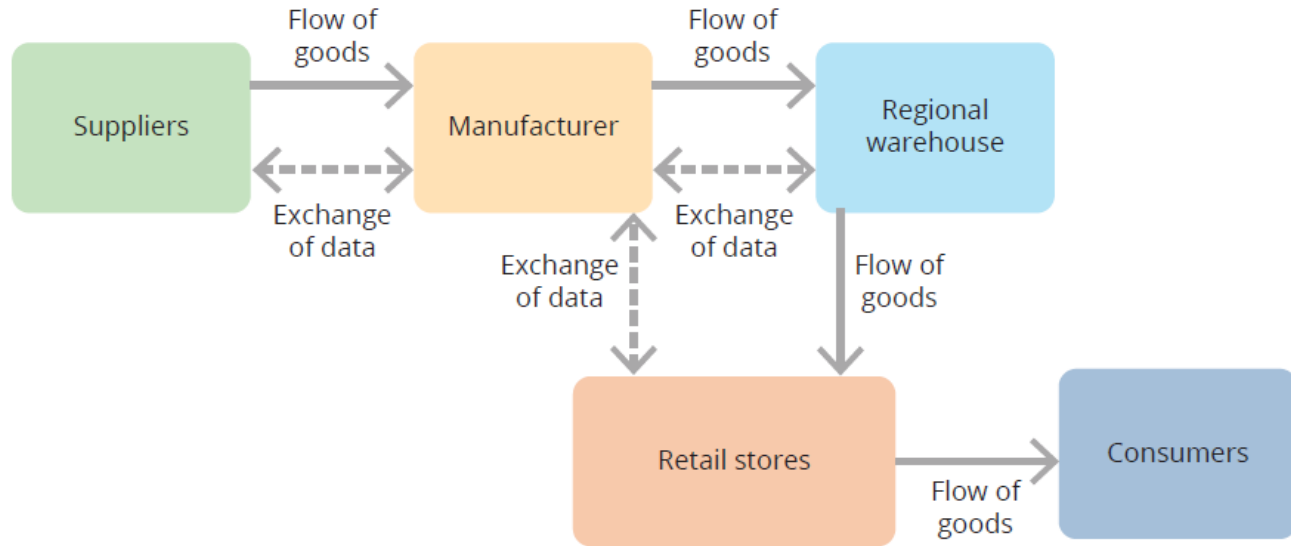 Flow of
goods
Flow of
goods
Suppliers
Manufacturer
Regional
warehouse
Exchange
of data
Exchange
of data
Exchange
of data
Flow of
goods
Retail stores
Consumers
Flow of
goods